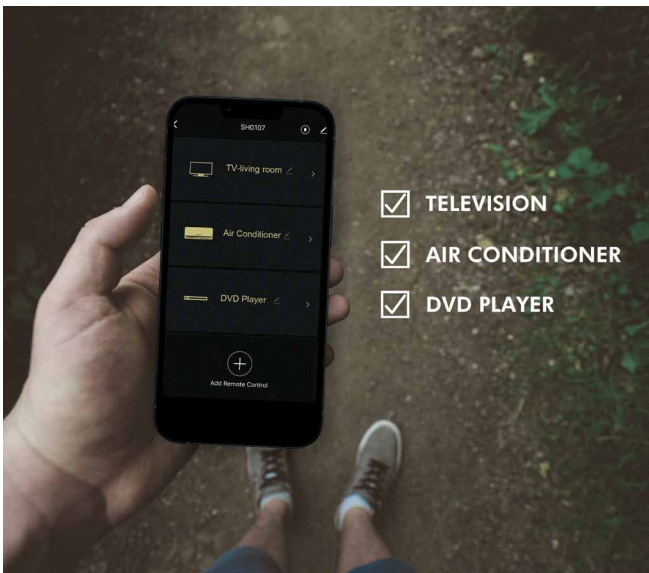 SH0107
TV-living room
Air Conditioner
DVD Player
Add Remote Control
TELEVISION
AIR CONDITIONER
DVD PLAYER